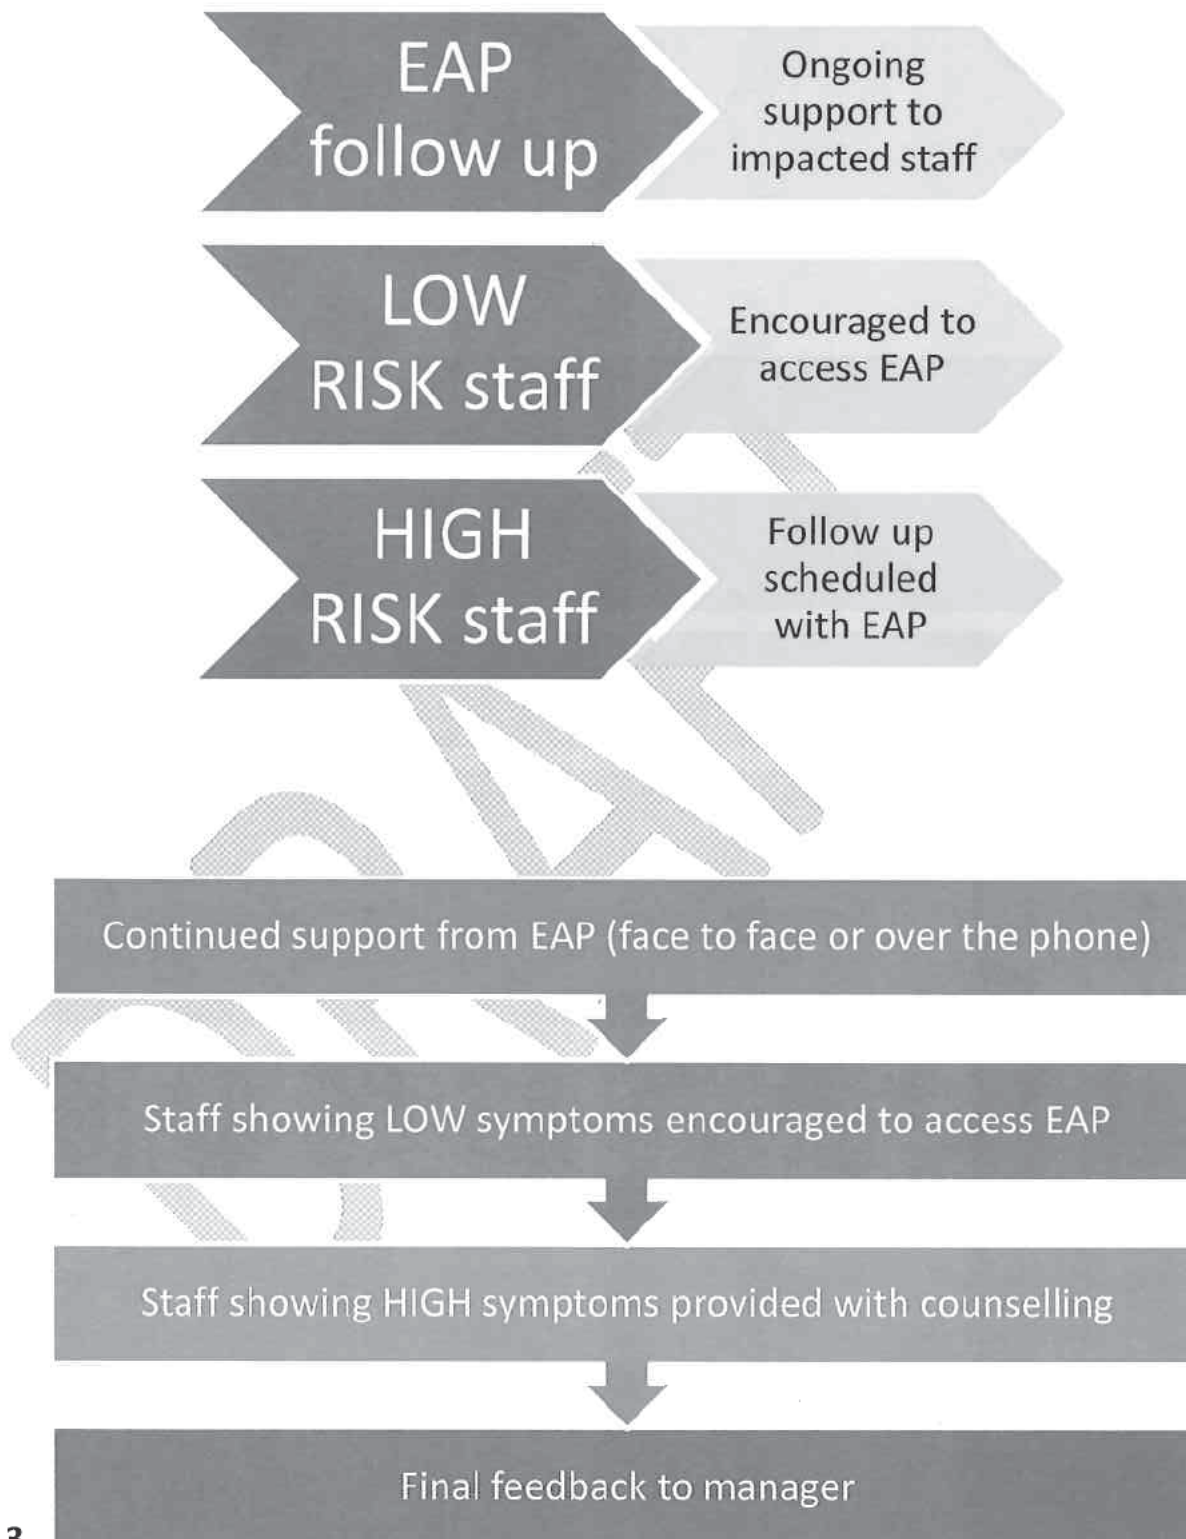 EAP
follow up
Ongoing
support to
impacted staff
LOW
RISK staff
Encouraged to
access EAP
HIGH
RISK staff
Follow up
scheduled
with EAP
Continued support from EAP (face to face or over the phone)
Staff showing LOW symptoms encouraged to access EAP
Staff showing HIGH symptoms provided with counselling
Final feedback to manager
3